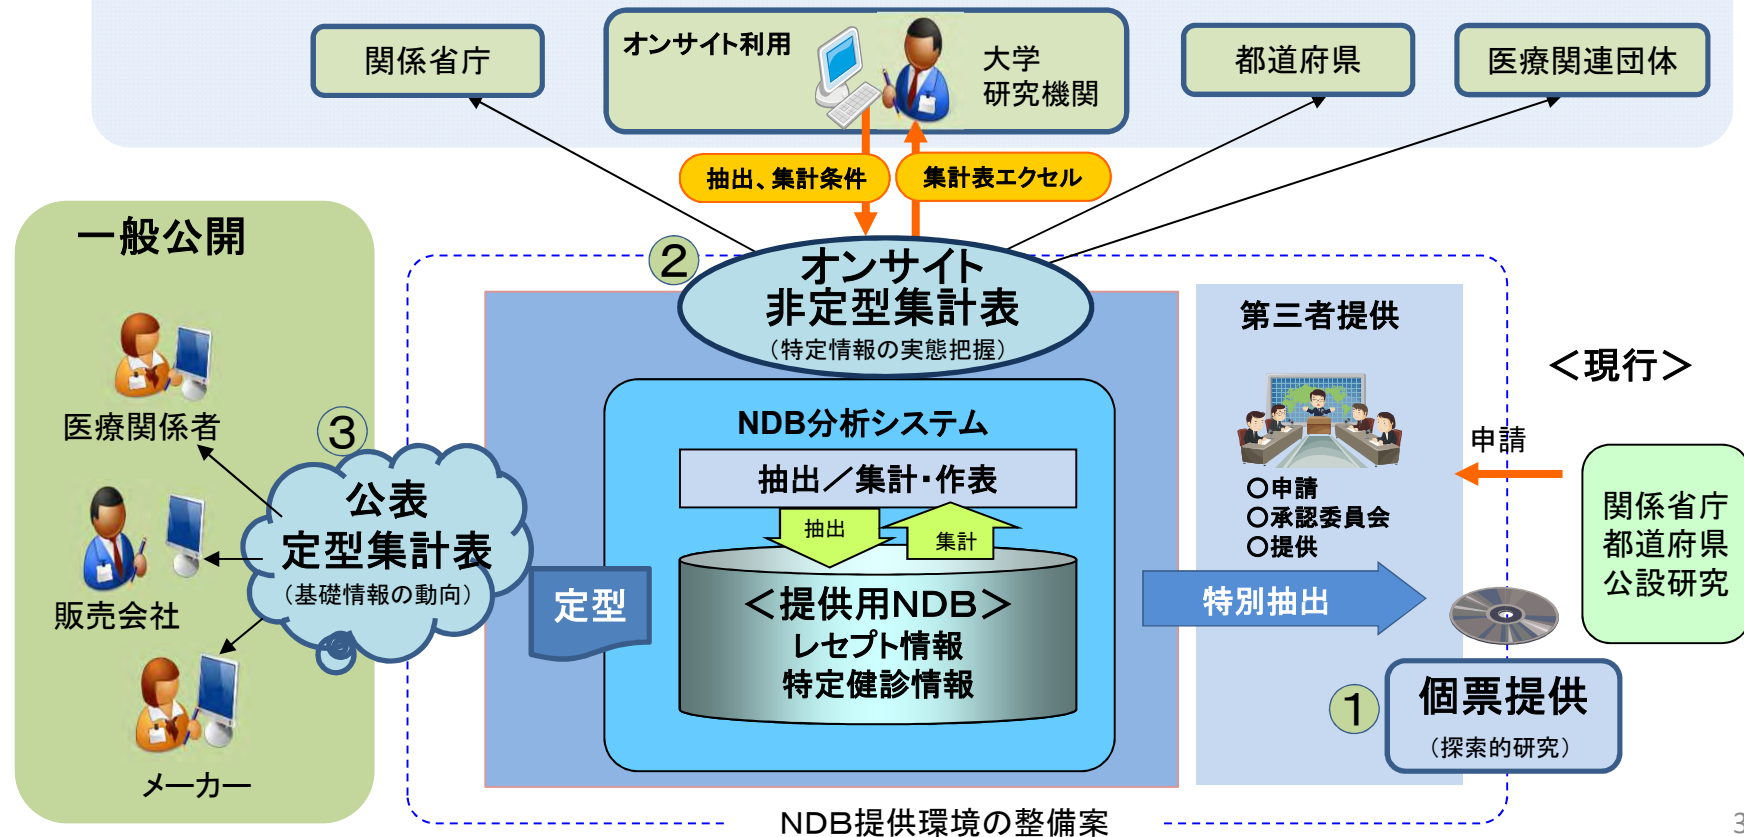 関係省庁
オンサイト利用
大学
研究機関
都道府県
医療関連団体
抽出、集計条件
集計表エクセル
一般公開
②
オンサイト
非定型集計表
（特定情報の実態把握）
第三者提供
＜現行＞
医療関係者
③
公表
定型集計表
（基礎情報の動向）
販売会社
メーカー
定型
NDB分析システム
抽出／集計・作表
抽出
集計
＜提供用NDB＞
レセプト情報
特定健診情報
○申請
○承認委員会
○提供
特別抽出
申請
関係省庁
都道府県
公設研究
①
個票提供
（探索的研究）
NDB提供環境の整備案
3